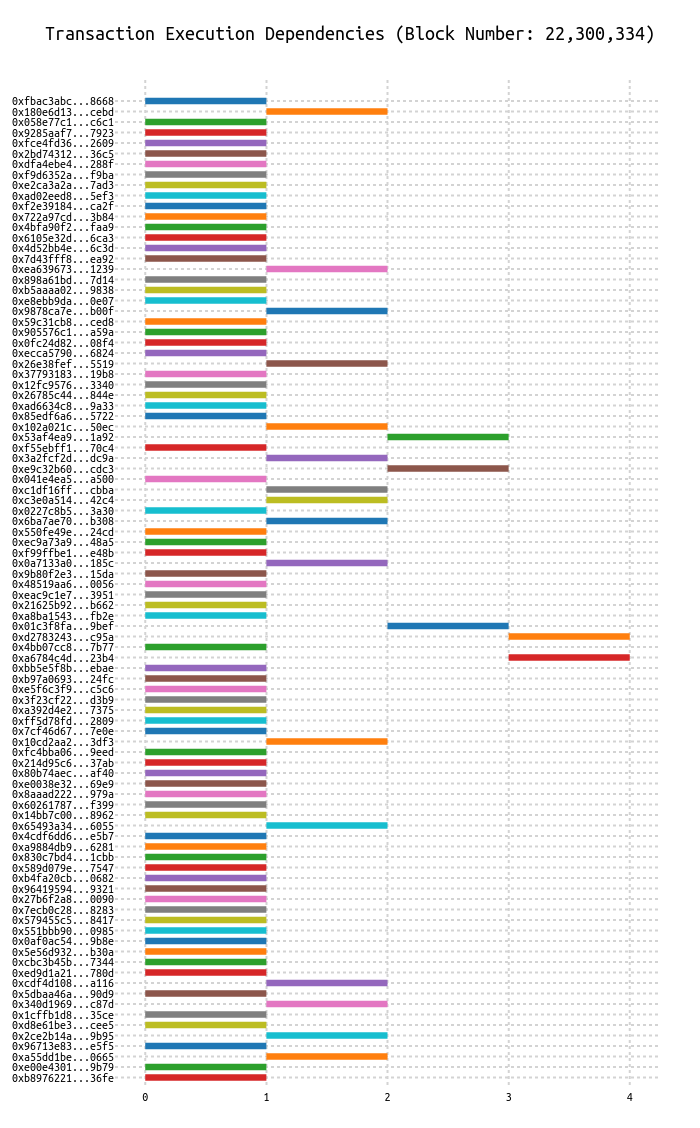 Transaction Execution Dependencies (Block Number: 22,300,334)
0xfbac3abc...8668
0x180e6d13...cebd
0x058e77c1...c6c1
0x9285aaf7...7923
0xfce4fd36...2609
0x2bd74312...36c5
0xdfa4ebe4...288f
0xf9d6352a...f9ba
0xe2ca3a2a...7ad3
0xad02eed8...5ef3
0xf2e39184...ca2f
0x722a97cd...3b84
0x4bfa90f2...faa9
0x6105e32d...6ca3
0x4d52bb4e...6c3d
0x7d43fff8...ea92
0xea639673...1239
0x898a61bd...7d14
0xb5aaaa02...9838
0xe8ebb9da...0e07
0x9878ca7e...b00f
0x59c31cb8...ced8
0x905576c1...a59a
0x0fc24d82...08f4
0xecca5790...6824
0x26e38fef...5519
0x37793183...19b8
0x12fc9576...3340
0x26785c44...844e
0xad6634c8...9a33
0x85edf6a6...5722
0x102a021c...50ec
0x53af4ea9...1a92
0xf55ebff1...70c4
0x3a2fcf2d...dc9a
0xe9c32b60...cdc3
0x041e4ea5...a500
0xc1df16ff...cbba
0xc3e0a514...42c4
0x0227c8b5...3a30
0x6ba7ae70...b308
0x550fe49e...24cd
0xec9a73a9...48a5
0xf99ffbe1...e48b
0x0a7133a0...185c
0x9b80f2e3...15da
0x48519aa6...0056
0xeac9c1e7...3951
0x21625b92...b662
0xa8ba1543...fb2e
0x01c3f8fa...9bef
0xd2783243...c95a
0x4bb07cc8...7b77
0xa6784c4d...23b4
0xbb5e5f8b...ebae
0xb97a0693...24fc
0xe5f6c3f9...c5c6
0x3f23cf22...d3b9
0xa392d4e2...7375
0xff5d78fd...2809
0x7cf46d67...7e0e
0x10cd2aa2...3df3
0xfc4bba06...9eed
0x214d95c6...37ab
0x80b74aec...af40
0xe0038e32...69e9
0x8aaad222...979a
0x60261787...f399
0x14bb7c00...8962
0x65493a34...6055
0x4cdf6dd6...e5b7
0xa9884db9...6281
0x830c7bd4...1cbb
0x589d079e...7547
0xb4fa20cb...0682
0x96419594...9321
0x27b6f2a8...0090
0x7ecb0c28...8283
0x579455c5...8417
0x551bbb90...0985
0x0af0ac54...9b8e
0x5e56d932...b30a
0xcbc3b45b...7344
0xed9d1a21...780d
0xcdf4d108...a116
0x5dbaa46a...90d9
0x340d1969...c87d
0x1cffb1d8...35ce
0xd8e61be3...cee5
0x2ce2b14a...9b95
0x96713e83...e5f5
0xa55dd1be...0665
0xe00e4301...9b79
0xb8976221...36fe
0 1 2 3 4